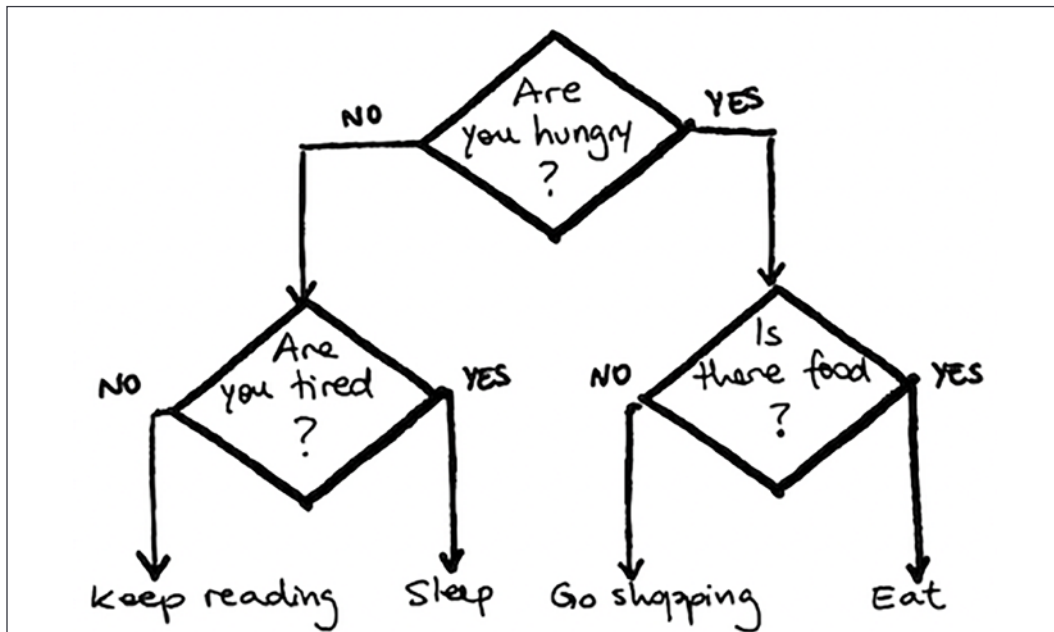 Are
you hungry
?
NO
YES
Are
you tired
?
NO
YES
Is
there food
?
NO
YES
Keep reading
Sleep
Go shopping
Eat